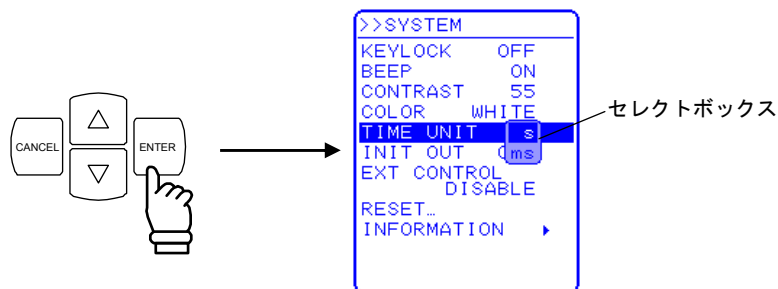 CANCEL
ENTER
>>SYSTEM
KEYLOCK OFF
BEEP ON
CONTRAST 55
COLOR WHITE
TIME UNIT s
INIT OUT ms
EXT CONTROL
DISABLE
RESET…
INFORMATION
セレクトボックス